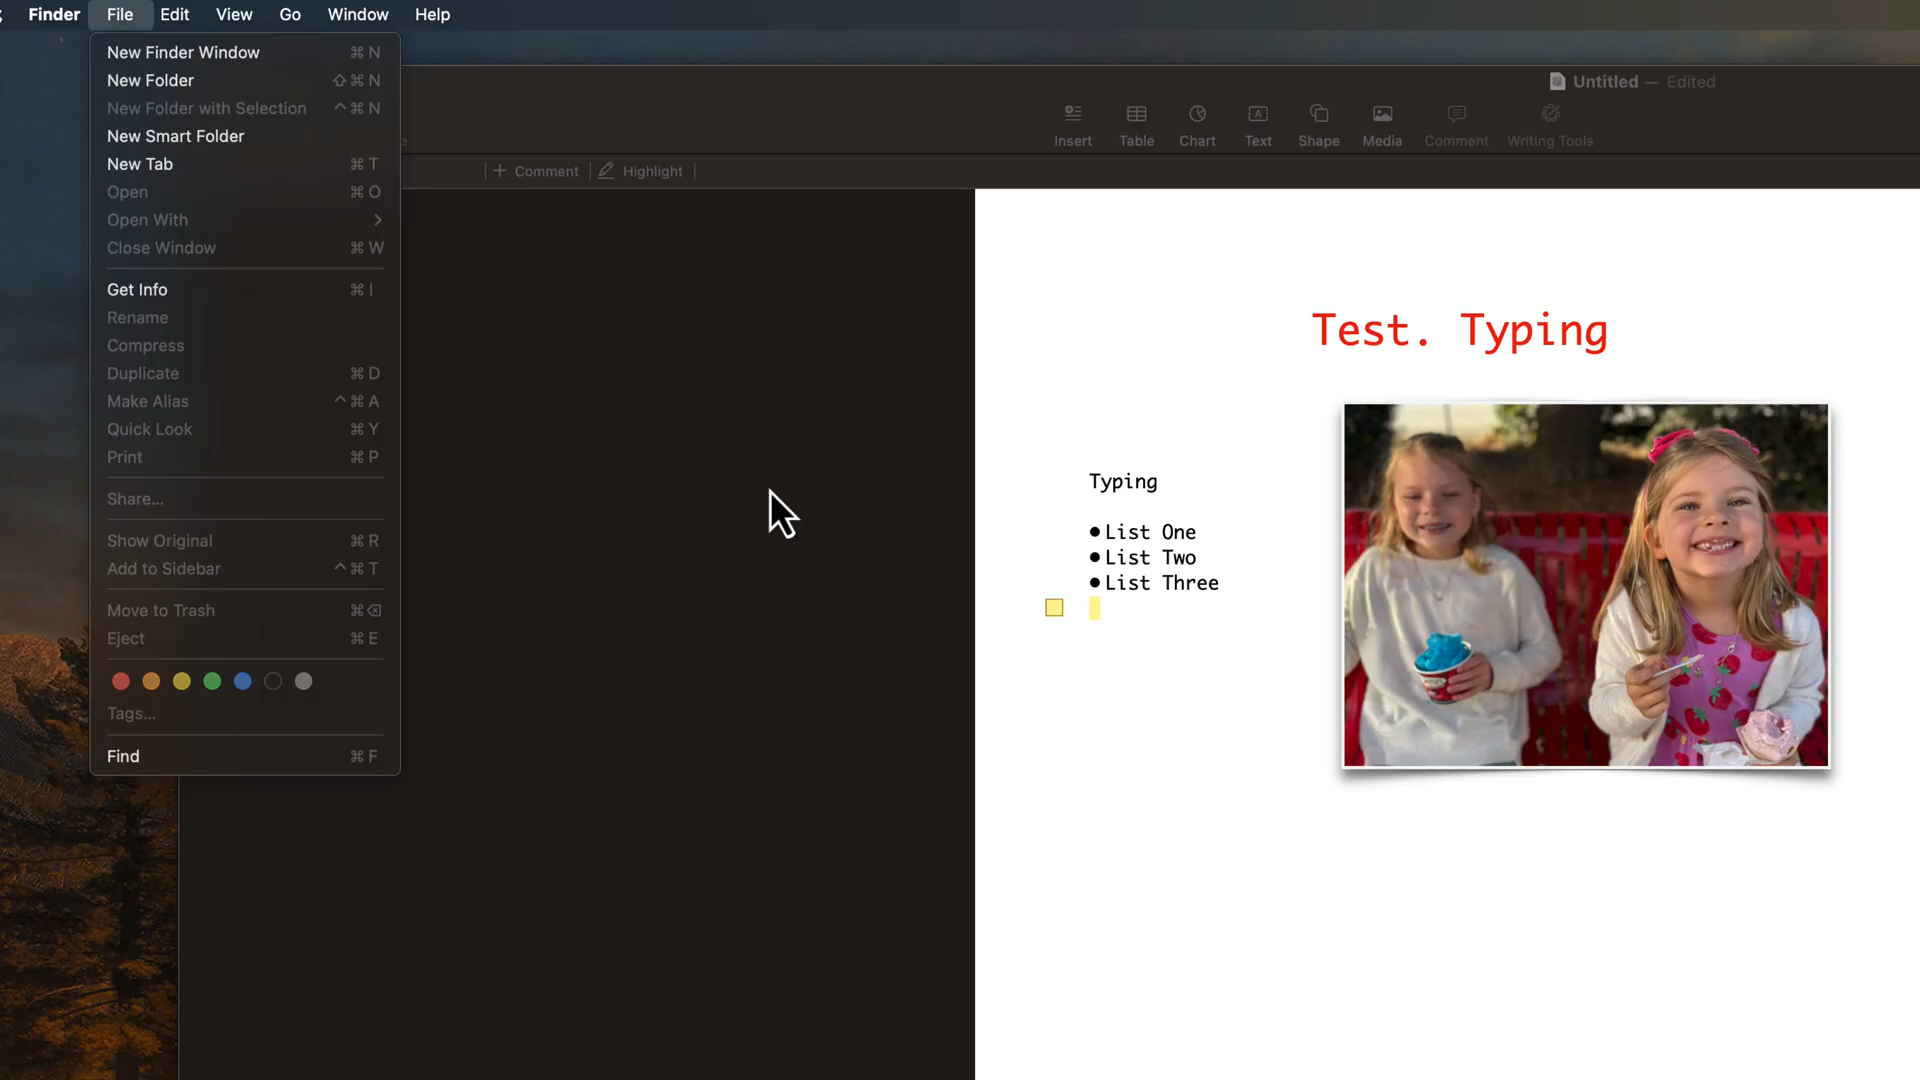 Finder File Edit View Go Window Help
New Finder Window ⌘ N
New Folder ⇧ ⌘ N
New Folder with Selection ^ ⌘ N
New Smart Folder
New Tab ⌘ T
Open ⌘ O
Open With >
Close Window ⌘ W
Get Info ⌘ I
Rename
Compress
Duplicate ⌘ D
Make Alias ^ ⌘ A
Quick Look ⌘ Y
Print ⌘ P
Share...
Show Original ⌘ R
Add to Sidebar ^ ⌘ T
Move to Trash ⌘ ⌫
Eject ⌘ E
Tags...
Find ⌘ F
Untitled — Edited
Insert Table Chart Text Shape Media Comment Writing Tools
+ Comment Highlight
Test. Typing
Typing
• List One
• List Two
• List Three